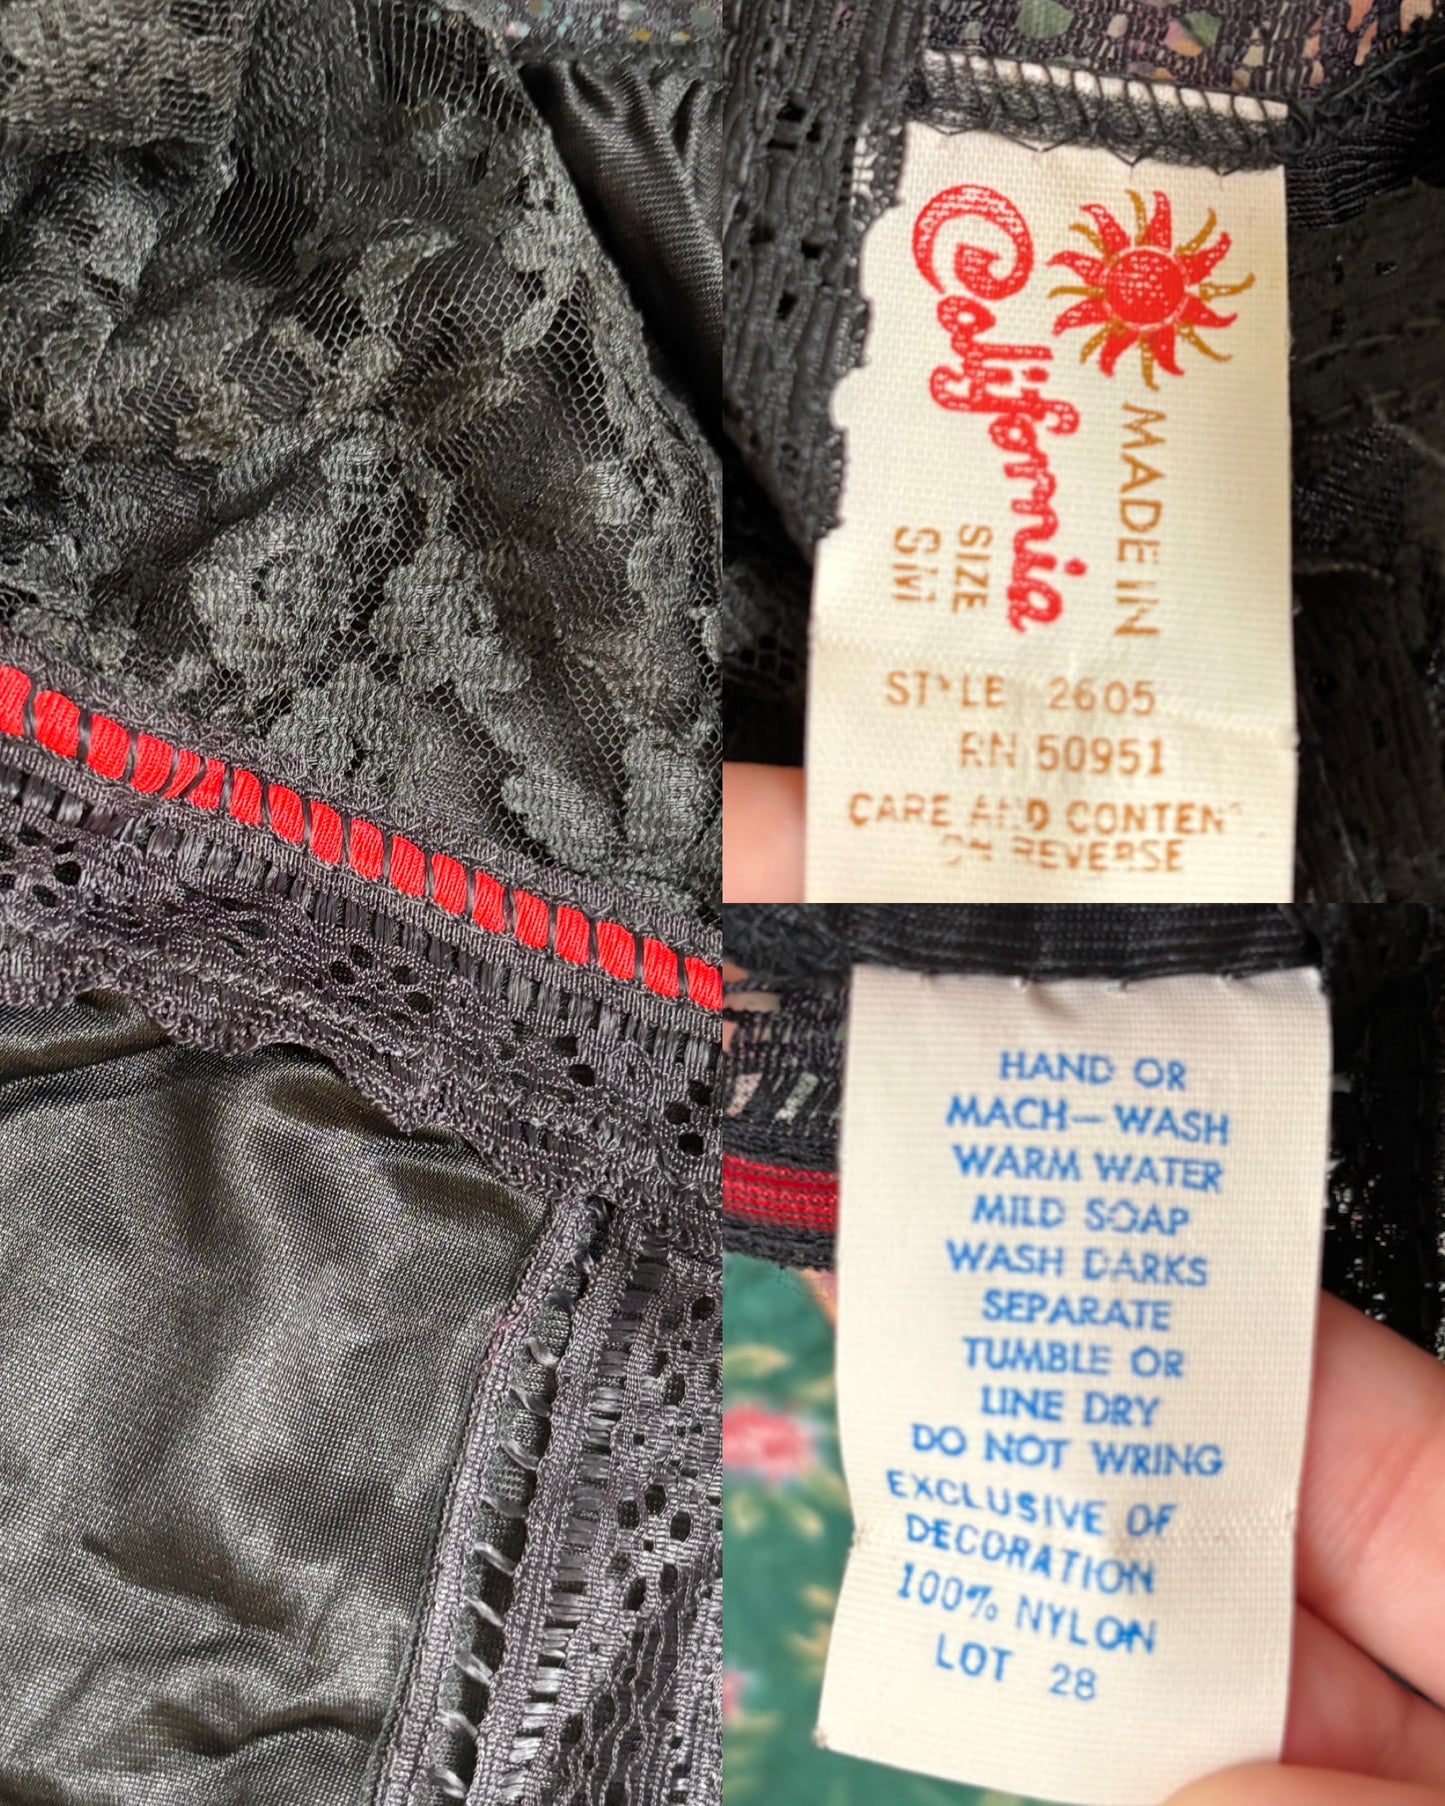 MADE IN
California
SIZE
SM
STYLE 2605
RN 50951
CARE AND CONTENT
ON REVERSE
HAND OR
MACH-WASH
WARM WATER
MILD SOAP
WASH DARKS
SEPARATE
TUMBLE OR
LINE DRY
DO NOT WRING
EXCLUSIVE OF
DECORATION
100% NYLON
LOT 28